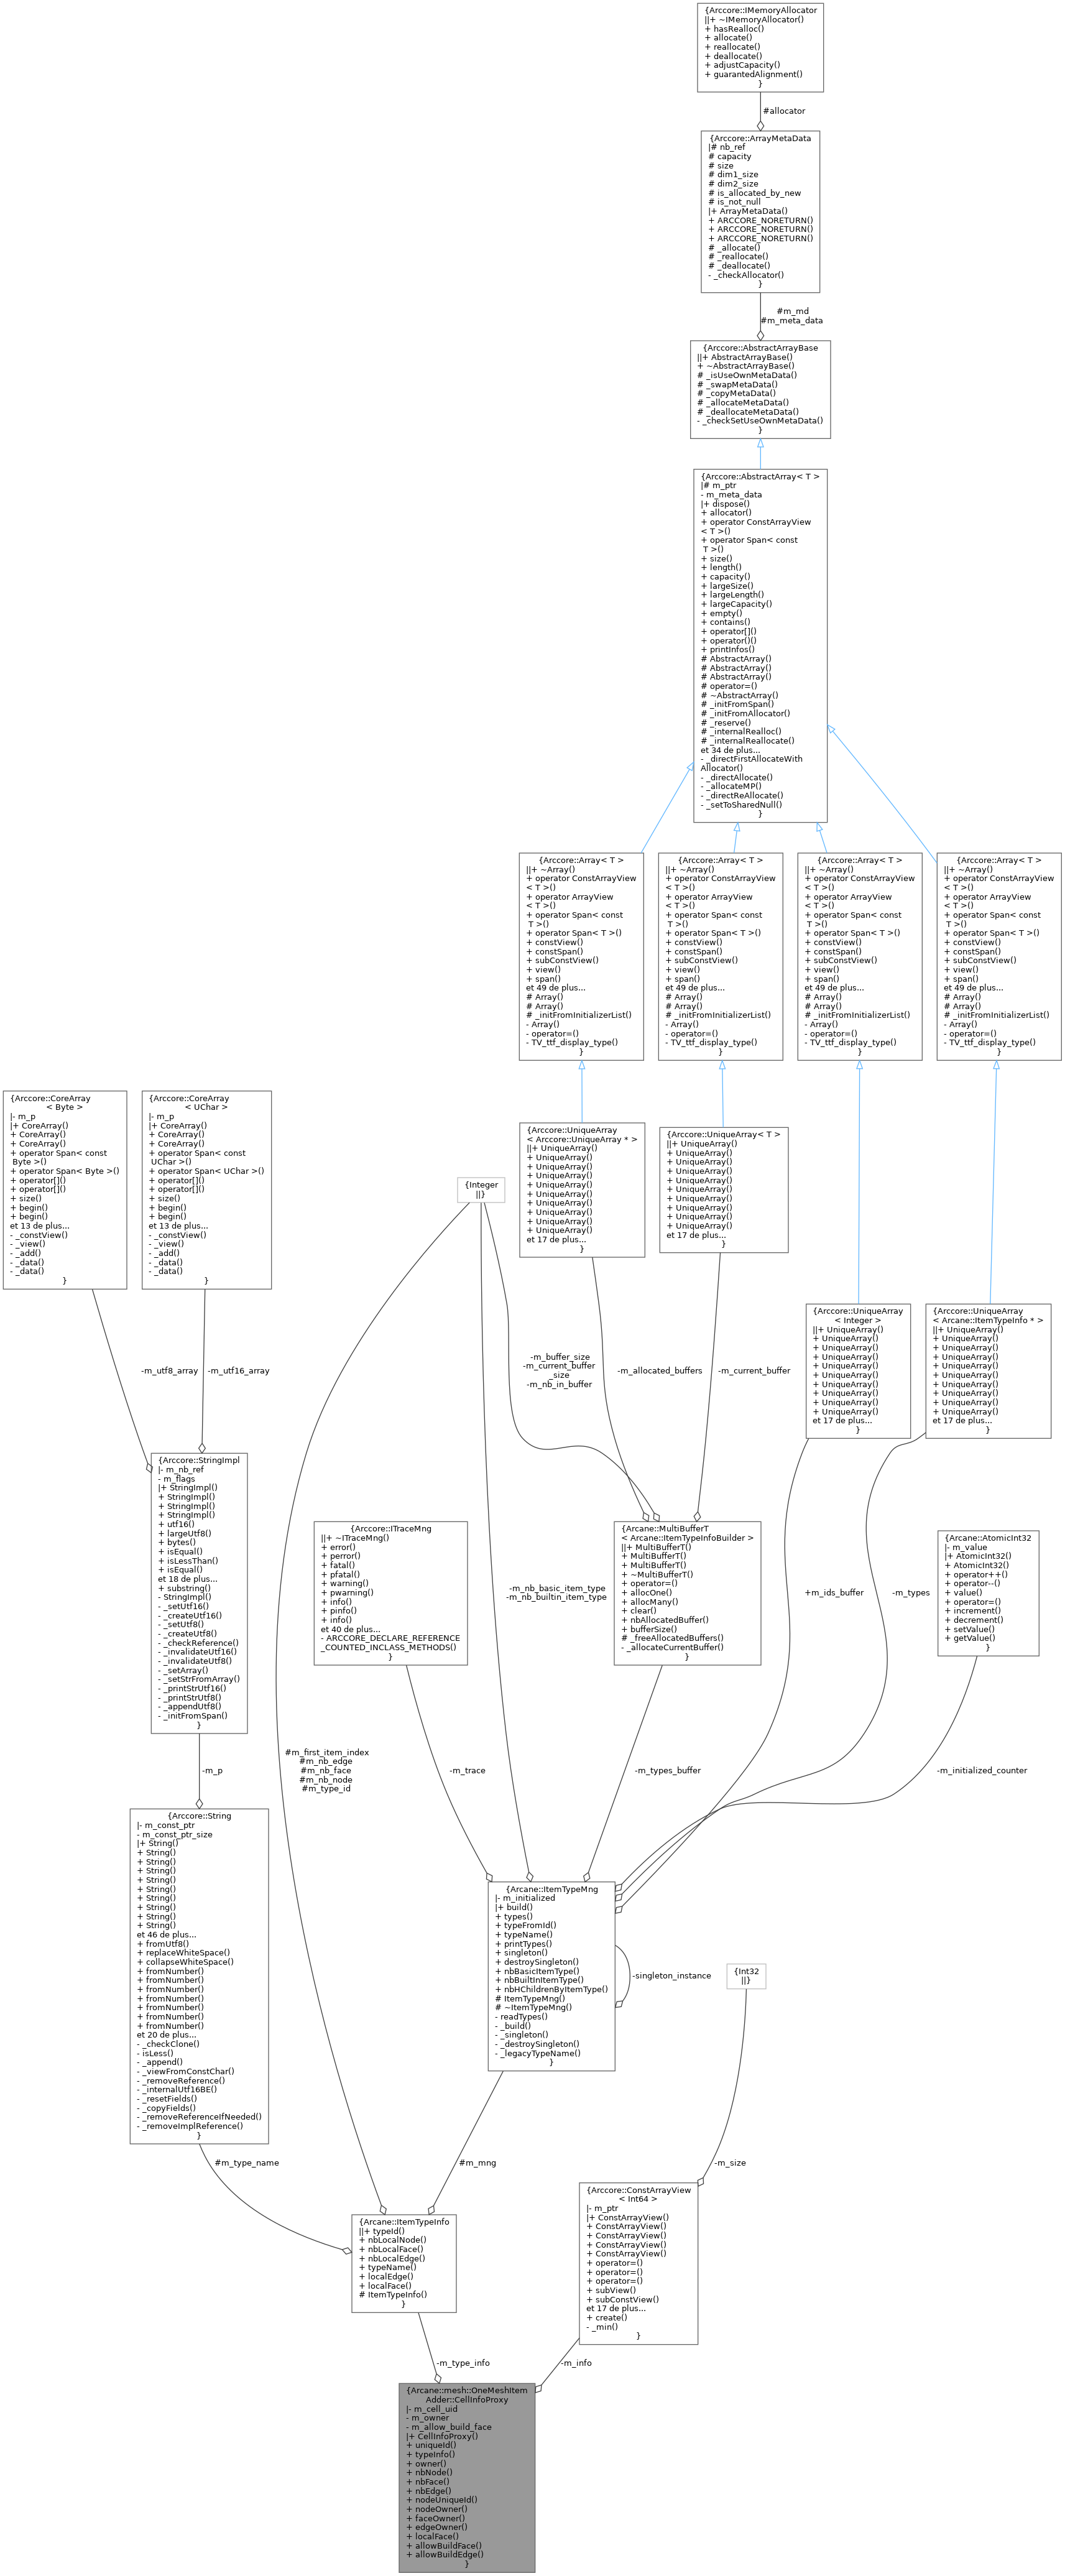 {Arccore::IMemoryAllocator
||+ ~IMemoryAllocator()
+ hasRealloc()
+ allocate()
+ reallocate()
+ deallocate()
+ adjustCapacity()
+ guarantedAlignment()
}
#allocator
{Arccore::ArrayMetaData
|# nb_ref
# capacity
# size
# dim1_size
# dim2_size
# is_allocated_by_new
# is_not_null
|+ ArrayMetaData()
+ ARCCORE_NORETURN()
+ ARCCORE_NORETURN()
+ ARCCORE_NORETURN()
# _allocate()
# _reallocate()
# _deallocate()
- _checkAllocator()
}
#m_md
#m_meta_data
{Arccore::AbstractArrayBase
||+ AbstractArrayBase()
+ ~AbstractArrayBase()
# _isUseOwnMetaData()
# _swapMetaData()
# _copyMetaData()
# _allocateMetaData()
# _deallocateMetaData()
- _checkSetUseOwnMetaData()
}
{Arccore::AbstractArray< T >
|# m_ptr
- m_meta_data
|+ dispose()
+ allocator()
+ operator ConstArrayView
< T >()
+ operator Span< const
T >()
+ size()
+ length()
+ capacity()
+ largeSize()
+ largeLength()
+ largeCapacity()
+ empty()
+ contains()
+ operator[]()
+ operator()()
+ printInfos()
# AbstractArray()
# AbstractArray()
# AbstractArray()
# operator=()
# ~AbstractArray()
# _initFromSpan()
# _initFromAllocator()
# _reserve()
# _internalRealloc()
# _internalReallocate()
et 34 de plus...
- _directFirstAllocateWith
Allocator()
- _directAllocate()
- _allocateMP()
- _directReAllocate()
- _setToSharedNull()
}
{Arccore::Array< T >
||+ ~Array()
+ operator ConstArrayView
< T >()
+ operator ArrayView
< T >()
+ operator Span< const
T >()
+ operator Span< T >()
+ constView()
+ constSpan()
+ subConstView()
+ view()
+ span()
et 49 de plus...
# Array()
# Array()
# _initFromInitializerList()
- Array()
- operator=()
- TV_ttf_display_type()
}
{Arccore::Array< T >
||+ ~Array()
+ operator ConstArrayView
< T >()
+ operator ArrayView
< T >()
+ operator Span< const
T >()
+ operator Span< T >()
+ constView()
+ constSpan()
+ subConstView()
+ view()
+ span()
et 49 de plus...
# Array()
# Array()
# _initFromInitializerList()
- Array()
- operator=()
- TV_ttf_display_type()
}
{Arccore::Array< T >
||+ ~Array()
+ operator ConstArrayView
< T >()
+ operator ArrayView
< T >()
+ operator Span< const
T >()
+ operator Span< T >()
+ constView()
+ constSpan()
+ subConstView()
+ view()
+ span()
et 49 de plus...
# Array()
# Array()
# _initFromInitializerList()
- Array()
- operator=()
- TV_ttf_display_type()
}
{Arccore::Array< T >
||+ ~Array()
+ operator ConstArrayView
< T >()
+ operator ArrayView
< T >()
+ operator Span< const
T >()
+ operator Span< T >()
+ constView()
+ constSpan()
+ subConstView()
+ view()
+ span()
et 49 de plus...
# Array()
# Array()
# _initFromInitializerList()
- Array()
- operator=()
- TV_ttf_display_type()
}
{Arccore::CoreArray
< Byte >
|- m_p
|+ CoreArray()
+ CoreArray()
+ CoreArray()
+ operator Span< const
Byte >()
+ operator Span< Byte >()
+ operator[]()
+ operator[]()
+ size()
+ begin()
+ begin()
et 13 de plus...
- _constView()
- _view()
- _add()
- _data()
- _data()
}
{Arccore::CoreArray
< UChar >
|- m_p
|+ CoreArray()
+ CoreArray()
+ CoreArray()
+ operator Span< const
UChar >()
+ operator Span< UChar >()
+ operator[]()
+ operator[]()
+ size()
+ begin()
+ begin()
et 13 de plus...
- _constView()
- _view()
- _add()
- _data()
- _data()
}
{Integer
||}
{Arccore::UniqueArray
< Arccore::UniqueArray * >
||+ UniqueArray()
+ UniqueArray()
+ UniqueArray()
+ UniqueArray()
+ UniqueArray()
+ UniqueArray()
+ UniqueArray()
+ UniqueArray()
+ UniqueArray()
+ UniqueArray()
et 17 de plus...
}
{Arccore::UniqueArray< T >
||+ UniqueArray()
+ UniqueArray()
+ UniqueArray()
+ UniqueArray()
+ UniqueArray()
+ UniqueArray()
+ UniqueArray()
+ UniqueArray()
+ UniqueArray()
+ UniqueArray()
et 17 de plus...
}
{Arccore::UniqueArray
< Integer >
||+ UniqueArray()
+ UniqueArray()
+ UniqueArray()
+ UniqueArray()
+ UniqueArray()
+ UniqueArray()
+ UniqueArray()
+ UniqueArray()
+ UniqueArray()
+ UniqueArray()
et 17 de plus...
}
{Arccore::UniqueArray
< Arcane::ItemTypeInfo * >
||+ UniqueArray()
+ UniqueArray()
+ UniqueArray()
+ UniqueArray()
+ UniqueArray()
+ UniqueArray()
+ UniqueArray()
+ UniqueArray()
+ UniqueArray()
+ UniqueArray()
et 17 de plus...
}
-m_utf8_array
-m_utf16_array
-m_buffer_size
-m_current_buffer
_size
-m_nb_in_buffer
-m_allocated_buffers
-m_current_buffer
{Arccore::StringImpl
|- m_nb_ref
- m_flags
|+ StringImpl()
+ StringImpl()
+ StringImpl()
+ StringImpl()
+ utf16()
+ largeUtf8()
+ bytes()
+ isEqual()
+ isLessThan()
+ isEqual()
et 18 de plus...
+ substring()
- StringImpl()
- _setUtf16()
- _createUtf16()
- _setUtf8()
- _createUtf8()
- _checkReference()
- _invalidateUtf16()
- _invalidateUtf8()
- _setArray()
- _setStrFromArray()
- _printStrUtf16()
- _printStrUtf8()
- _appendUtf8()
- _initFromSpan()
}
{Arccore::ITraceMng
||+ ~ITraceMng()
+ error()
+ perror()
+ fatal()
+ pfatal()
+ warning()
+ pwarning()
+ info()
+ pinfo()
+ info()
et 40 de plus...
- ARCCORE_DECLARE_REFERENCE
_COUNTED_INCLASS_METHODS()
}
-m_nb_basic_item_type
-m_nb_builtin_item_type
{Arcane::MultiBufferT
< Arcane::ItemTypeInfoBuilder >
||+ MultiBufferT()
+ MultiBufferT()
+ MultiBufferT()
+ ~MultiBufferT()
+ operator=()
+ allocOne()
+ allocMany()
+ clear()
+ nbAllocatedBuffer()
+ bufferSize()
# _freeAllocatedBuffers()
- _allocateCurrentBuffer()
}
+m_ids_buffer
-m_types
{Arcane::AtomicInt32
|- m_value
|+ AtomicInt32()
+ AtomicInt32()
+ operator++()
+ operator--()
+ value()
+ operator=()
+ increment()
+ decrement()
+ setValue()
+ getValue()
}
-m_p
#m_first_item_index
#m_nb_edge
#m_nb_face
#m_nb_node
#m_type_id
-m_trace
-m_types_buffer
-m_initialized_counter
{Arccore::String
|- m_const_ptr
- m_const_ptr_size
|+ String()
+ String()
+ String()
+ String()
+ String()
+ String()
+ String()
+ String()
+ String()
+ String()
et 46 de plus...
+ fromUtf8()
+ replaceWhiteSpace()
+ collapseWhiteSpace()
+ fromNumber()
+ fromNumber()
+ fromNumber()
+ fromNumber()
+ fromNumber()
+ fromNumber()
+ fromNumber()
et 20 de plus...
- _checkClone()
- isLess()
- _append()
- _viewFromConstChar()
- _removeReference()
- _internalUtf16BE()
- _resetFields()
- _copyFields()
- _removeReferenceIfNeeded()
- _removeImplReference()
}
{Arcane::ItemTypeMng
|- m_initialized
|+ build()
+ types()
+ typeFromId()
+ typeName()
+ printTypes()
+ singleton()
+ destroySingleton()
+ nbBasicItemType()
+ nbBuiltInItemType()
+ nbHChildrenByItemType()
# ItemTypeMng()
# ~ItemTypeMng()
- readTypes()
- _build()
- _singleton()
- _destroySingleton()
- _legacyTypeName()
}
-singleton_instance
{Int32
||}
#m_type_name
#m_mng
-m_size
{Arcane::ItemTypeInfo
||+ typeId()
+ nbLocalNode()
+ nbLocalFace()
+ nbLocalEdge()
+ typeName()
+ localEdge()
+ localFace()
# ItemTypeInfo()
}
{Arccore::ConstArrayView
< Int64 >
|- m_ptr
|+ ConstArrayView()
+ ConstArrayView()
+ ConstArrayView()
+ ConstArrayView()
+ ConstArrayView()
+ operator=()
+ operator=()
+ operator=()
+ subView()
+ subConstView()
et 17 de plus...
+ create()
- _min()
}
-m_type_info
-m_info
{Arcane::mesh::OneMeshItem
Adder::CellInfoProxy
|- m_cell_uid
- m_owner
- m_allow_build_face
|+ CellInfoProxy()
+ uniqueId()
+ typeInfo()
+ owner()
+ nbNode()
+ nbFace()
+ nbEdge()
+ nodeUniqueId()
+ nodeOwner()
+ faceOwner()
+ edgeOwner()
+ localFace()
+ allowBuildFace()
+ allowBuildEdge()
}